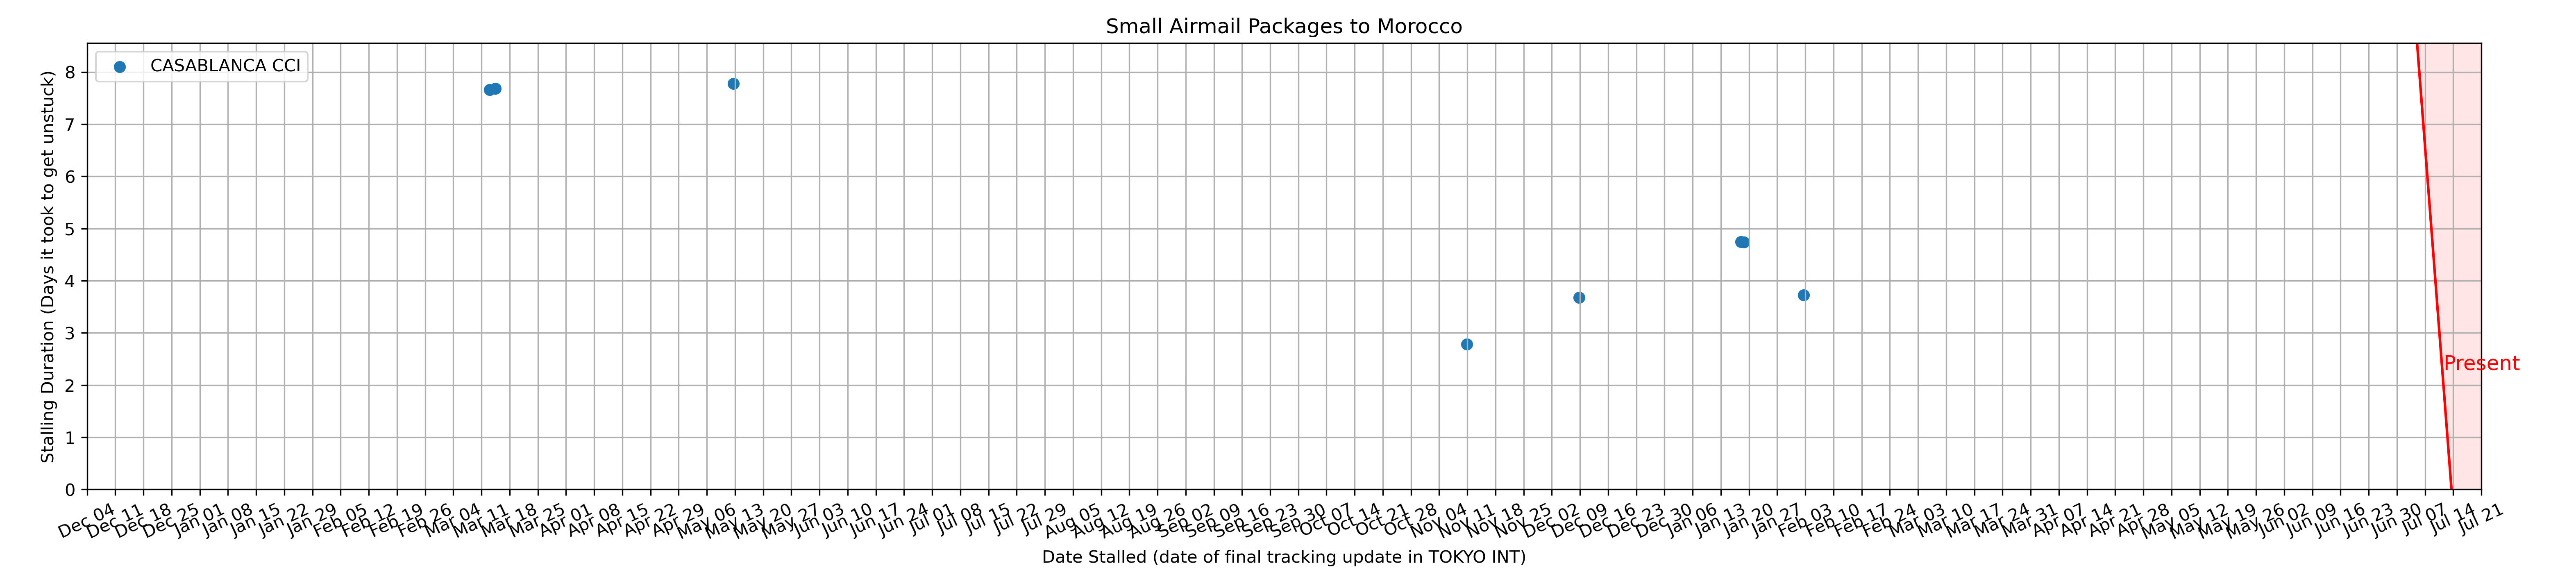 Small Airmail Packages to Morocco
CASABLANCA CCI
Stalling Duration (Days it took to get unstuck)
8
7
6
5
4
3
2
1
0
Present
Dec 04 Dec 11 Dec 18 Dec 25 Jan 01 Jan 08 Jan 15 Jan 22 Jan 29 Feb 05 Feb 12 Feb 19 Feb 26 Mar 04 Mar 11 Mar 18 Mar 25 Apr 01 Apr 08 Apr 15 Apr 22 Apr 29 May 06 May 13 May 20 May 27 Jun 03 Jun 10 Jun 17 Jun 24 Jul 01 Jul 08 Jul 15 Jul 22 Jul 29 Aug 05 Aug 12 Aug 19 Aug 26 Sep 02 Sep 09 Sep 16 Sep 23 Sep 30 Oct 07 Oct 14 Oct 21 Oct 28 Nov 04 Nov 11 Nov 18 Nov 25 Dec 02 Dec 09 Dec 16 Dec 23 Dec 30 Jan 06 Jan 13 Jan 20 Jan 27 Feb 03 Feb 10 Feb 17 Feb 24 Mar 03 Mar 10 Mar 17 Mar 24 Mar 31 Apr 07 Apr 14 Apr 21 Apr 28 May 05 May 12 May 19 May 26 Jun 02 Jun 09 Jun 16 Jun 23 Jun 30 Jul 07 Jul 14 Jul 21
Date Stalled (date of final tracking update in TOKYO INT)